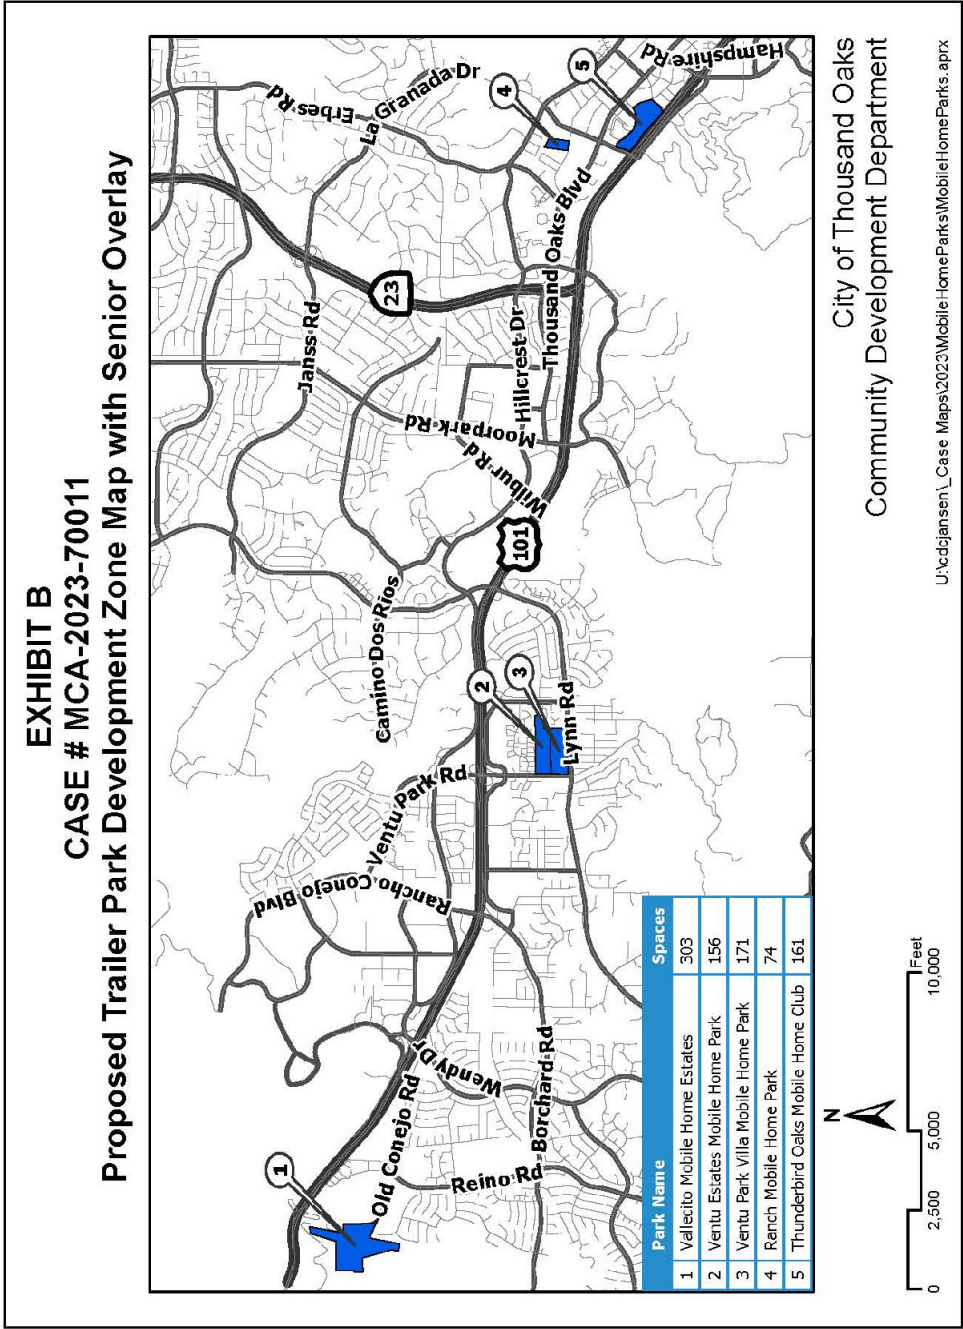 EXHIBIT B
CASE # MCA-2023-70011
Proposed Trailer Park Development Zone Map with Senior Overlay
Erbes Rd
La Granada Dr
4
5
Hampshire Rd
23
Janss Rd
Thousand Oaks Blvd
Hillcrest Dr
Moorpark Rd
Wilbur Rd
101
Camino Dos Rios
2
3
Lynn Rd
Ventu Park Rd
Rancho Conejo Blvd
Wendy Dr
Borchard Rd
Old Conejo Rd
Reino Rd
1
Park Name Spaces
1 Vallecito Mobile Home Estates 303
2 Ventu Estates Mobile Home Park 156
3 Ventu Park Villa Mobile Home Park 171
4 Ranch Mobile Home Park 74
5 Thunderbird Oaks Mobile Home Club 161
N
0 2,500 5,000 10,000
Feet
City of Thousand Oaks
Community Development Department
U:\cdcjansen\_Case Maps\2023\MobileHomeParks\MobileHomeParks.aprx